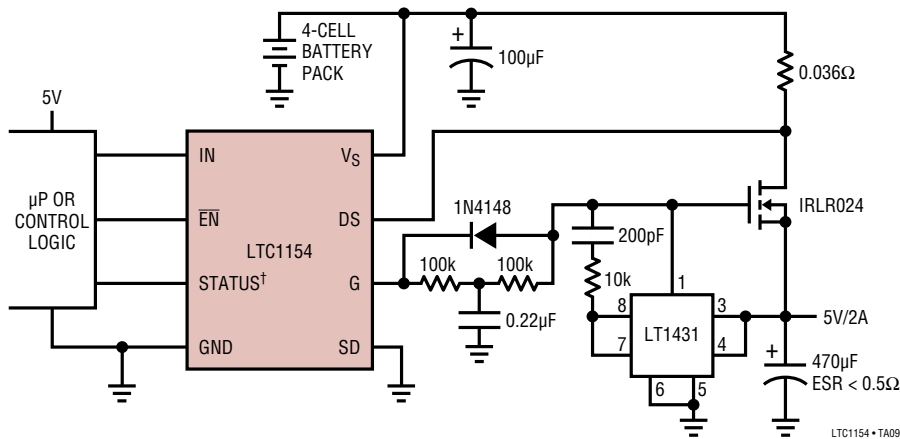 4-CELL
BATTERY
PACK
+
100µF
0.036Ω
5V
µP OR
CONTROL
LOGIC
IN
EN
STATUS†
GND
LTC1154
VS
DS
G
SD
1N4148
100k
100k
0.22µF
200pF
10k
IRLR024
1
8
7
LT1431
3
4
6
5
5V/2A
+
470µF
ESR < 0.5Ω
LTC1154 • TA09